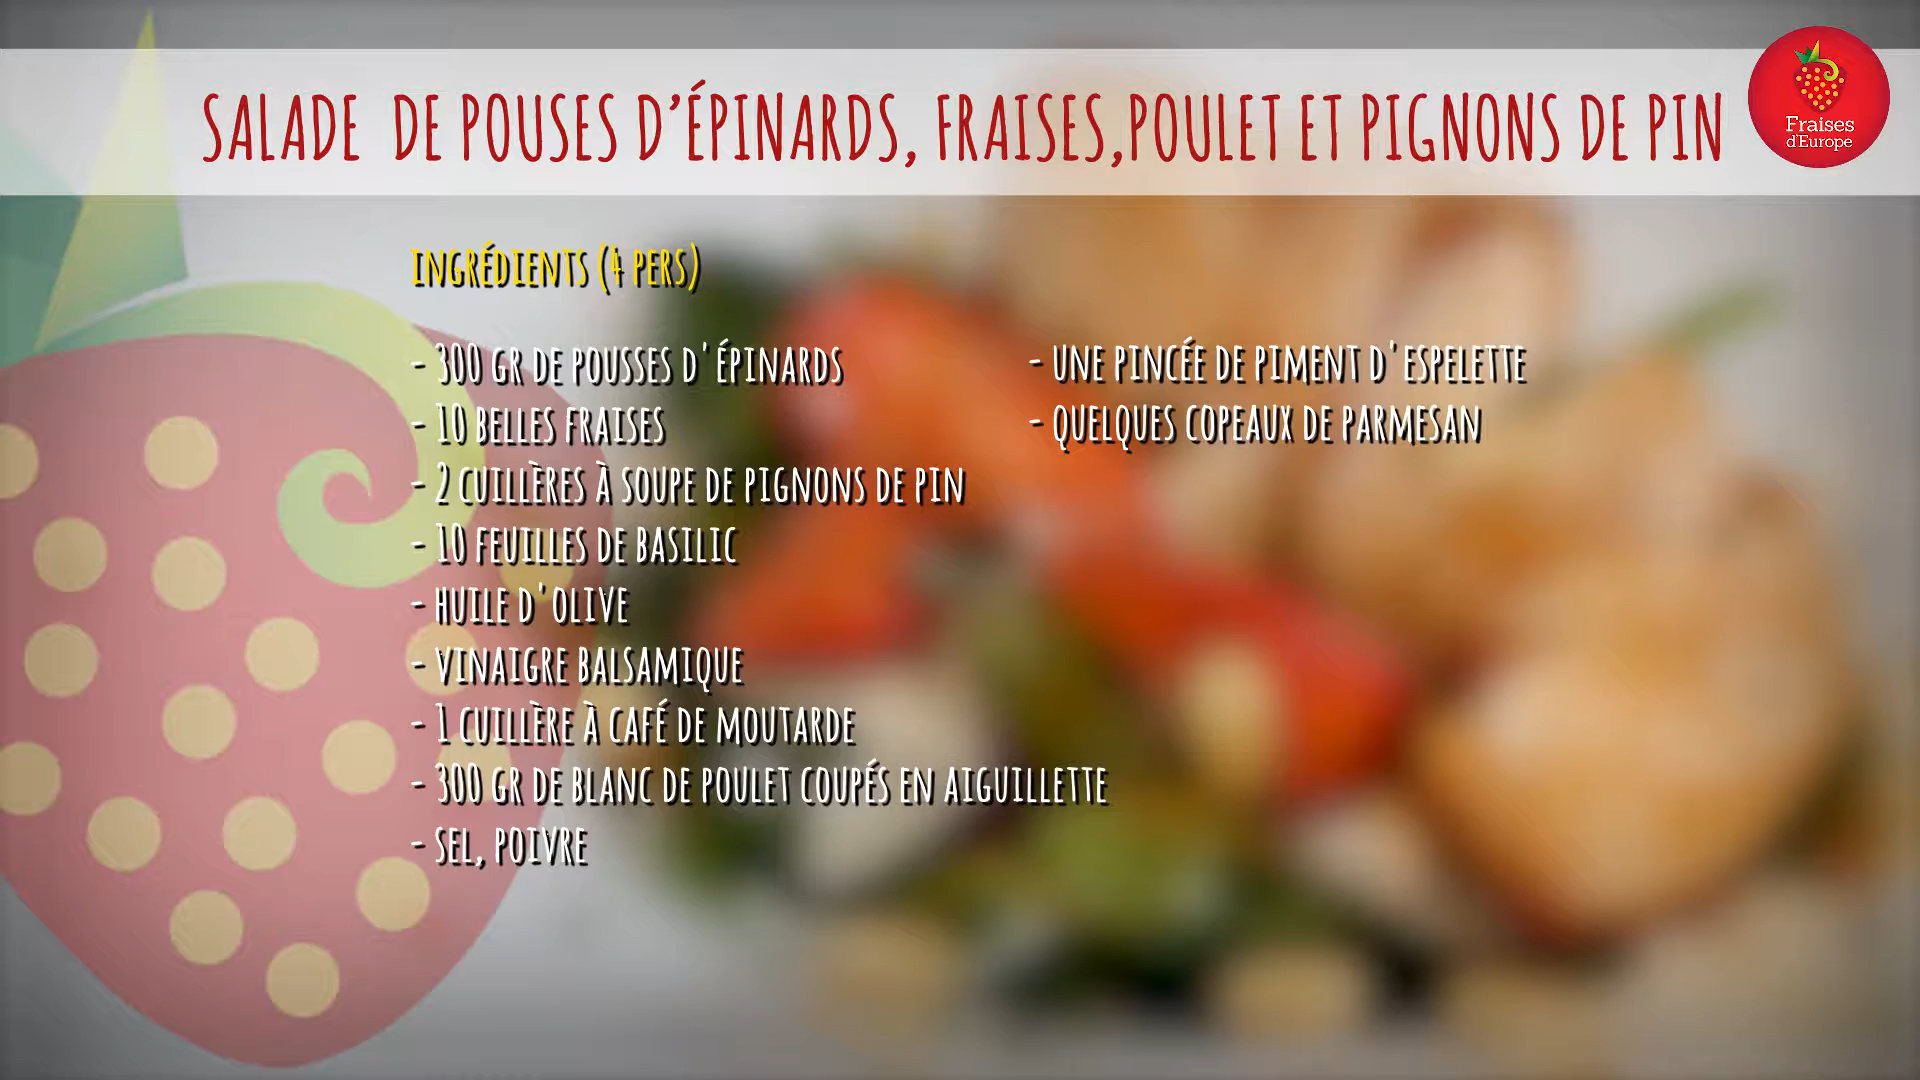 SALADE DE POUSES D'ÉPINARDS, FRAISES,POULET ET PIGNONS DE PIN
Fraises
d'Europe
INGRÉDIENTS (4 PERS)
- 300 GR DE POUSSES D'ÉPINARDS
- 10 BELLES FRAISES
- 2 CUILLÈRES À SOUPE DE PIGNONS DE PIN
- 10 FEUILLES DE BASILIC
- HUILE D'OLIVE
- VINAIGRE BALSAMIQUE
- 1 CUILLÈRE À CAFÉ DE MOUTARDE
- 300 GR DE BLANC DE POULET COUPÉS EN AIGUILLETTE
- SEL, POIVRE
- UNE PINCÉE DE PIMENT D'ESPELETTE
- QUELQUES COPEAUX DE PARMESAN